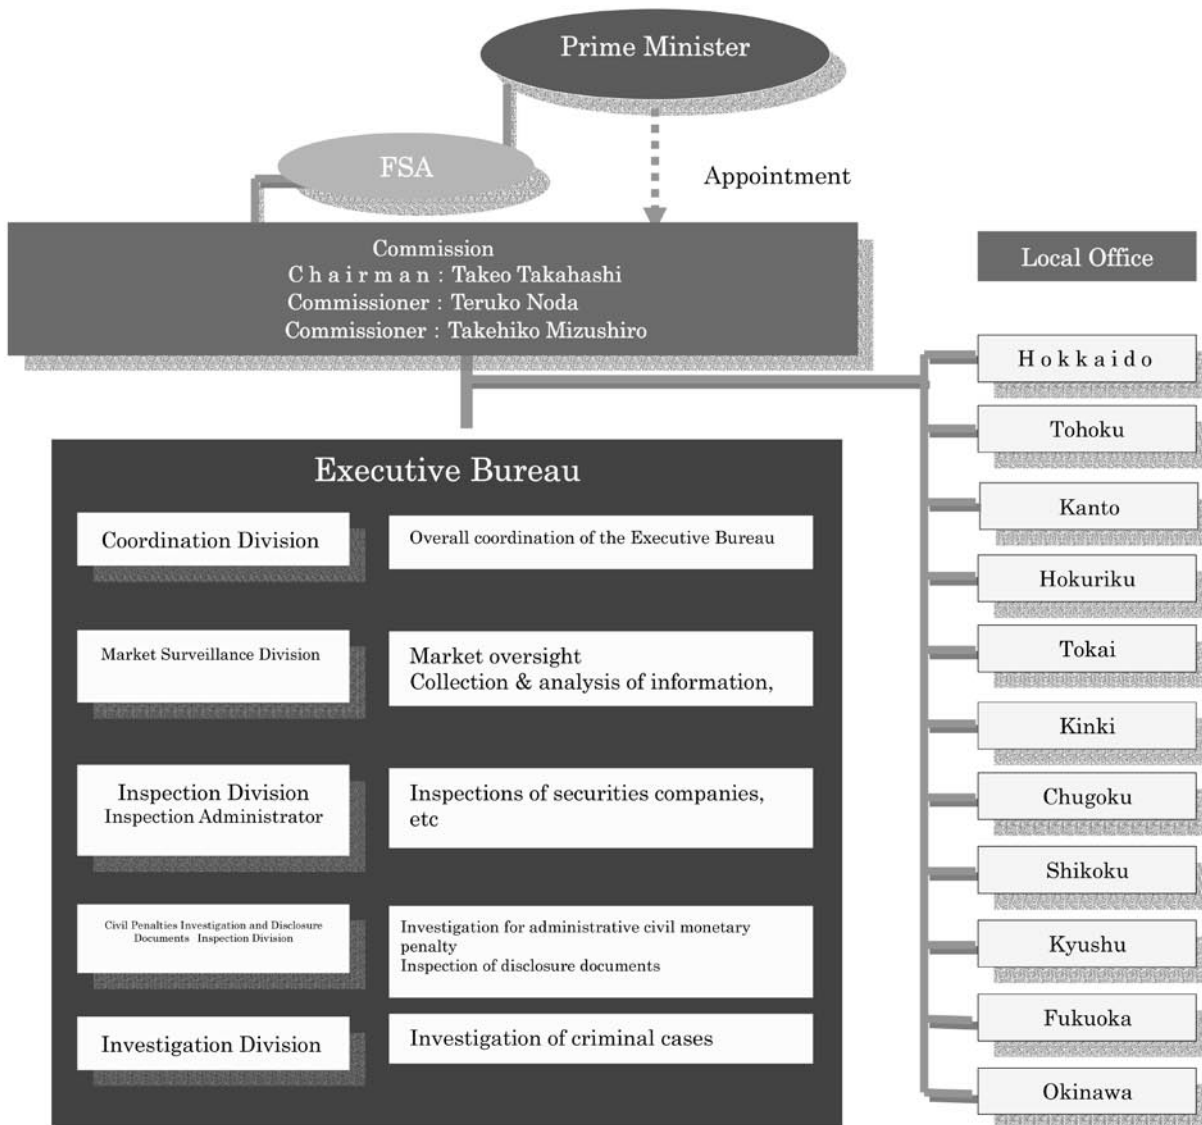 Prime Minister
FSA
Appointment
Commission
C h a i r m a n : Takeo Takahashi
Commissioner : Teruko Noda
Commissioner : Takehiko Mizushiro
Executive Bureau
Coordination Division
Overall coordination of the Executive Bureau
Market Surveillance Division
Market oversight
Collection & analysis of information,
Inspection Division
Inspection Administrator
Inspections of securities companies,
etc
Civil Penalties Investigation and Disclosure
Documents Inspection Division
Investigation for administrative civil monetary
penalty
Inspection of disclosure documents
Investigation Division
Investigation of criminal cases
Local Office
H o k k a i d o
Tohoku
Kanto
Hokuriku
Tokai
Kinki
Chugoku
Shikoku
Kyushu
Fukuoka
Okinawa